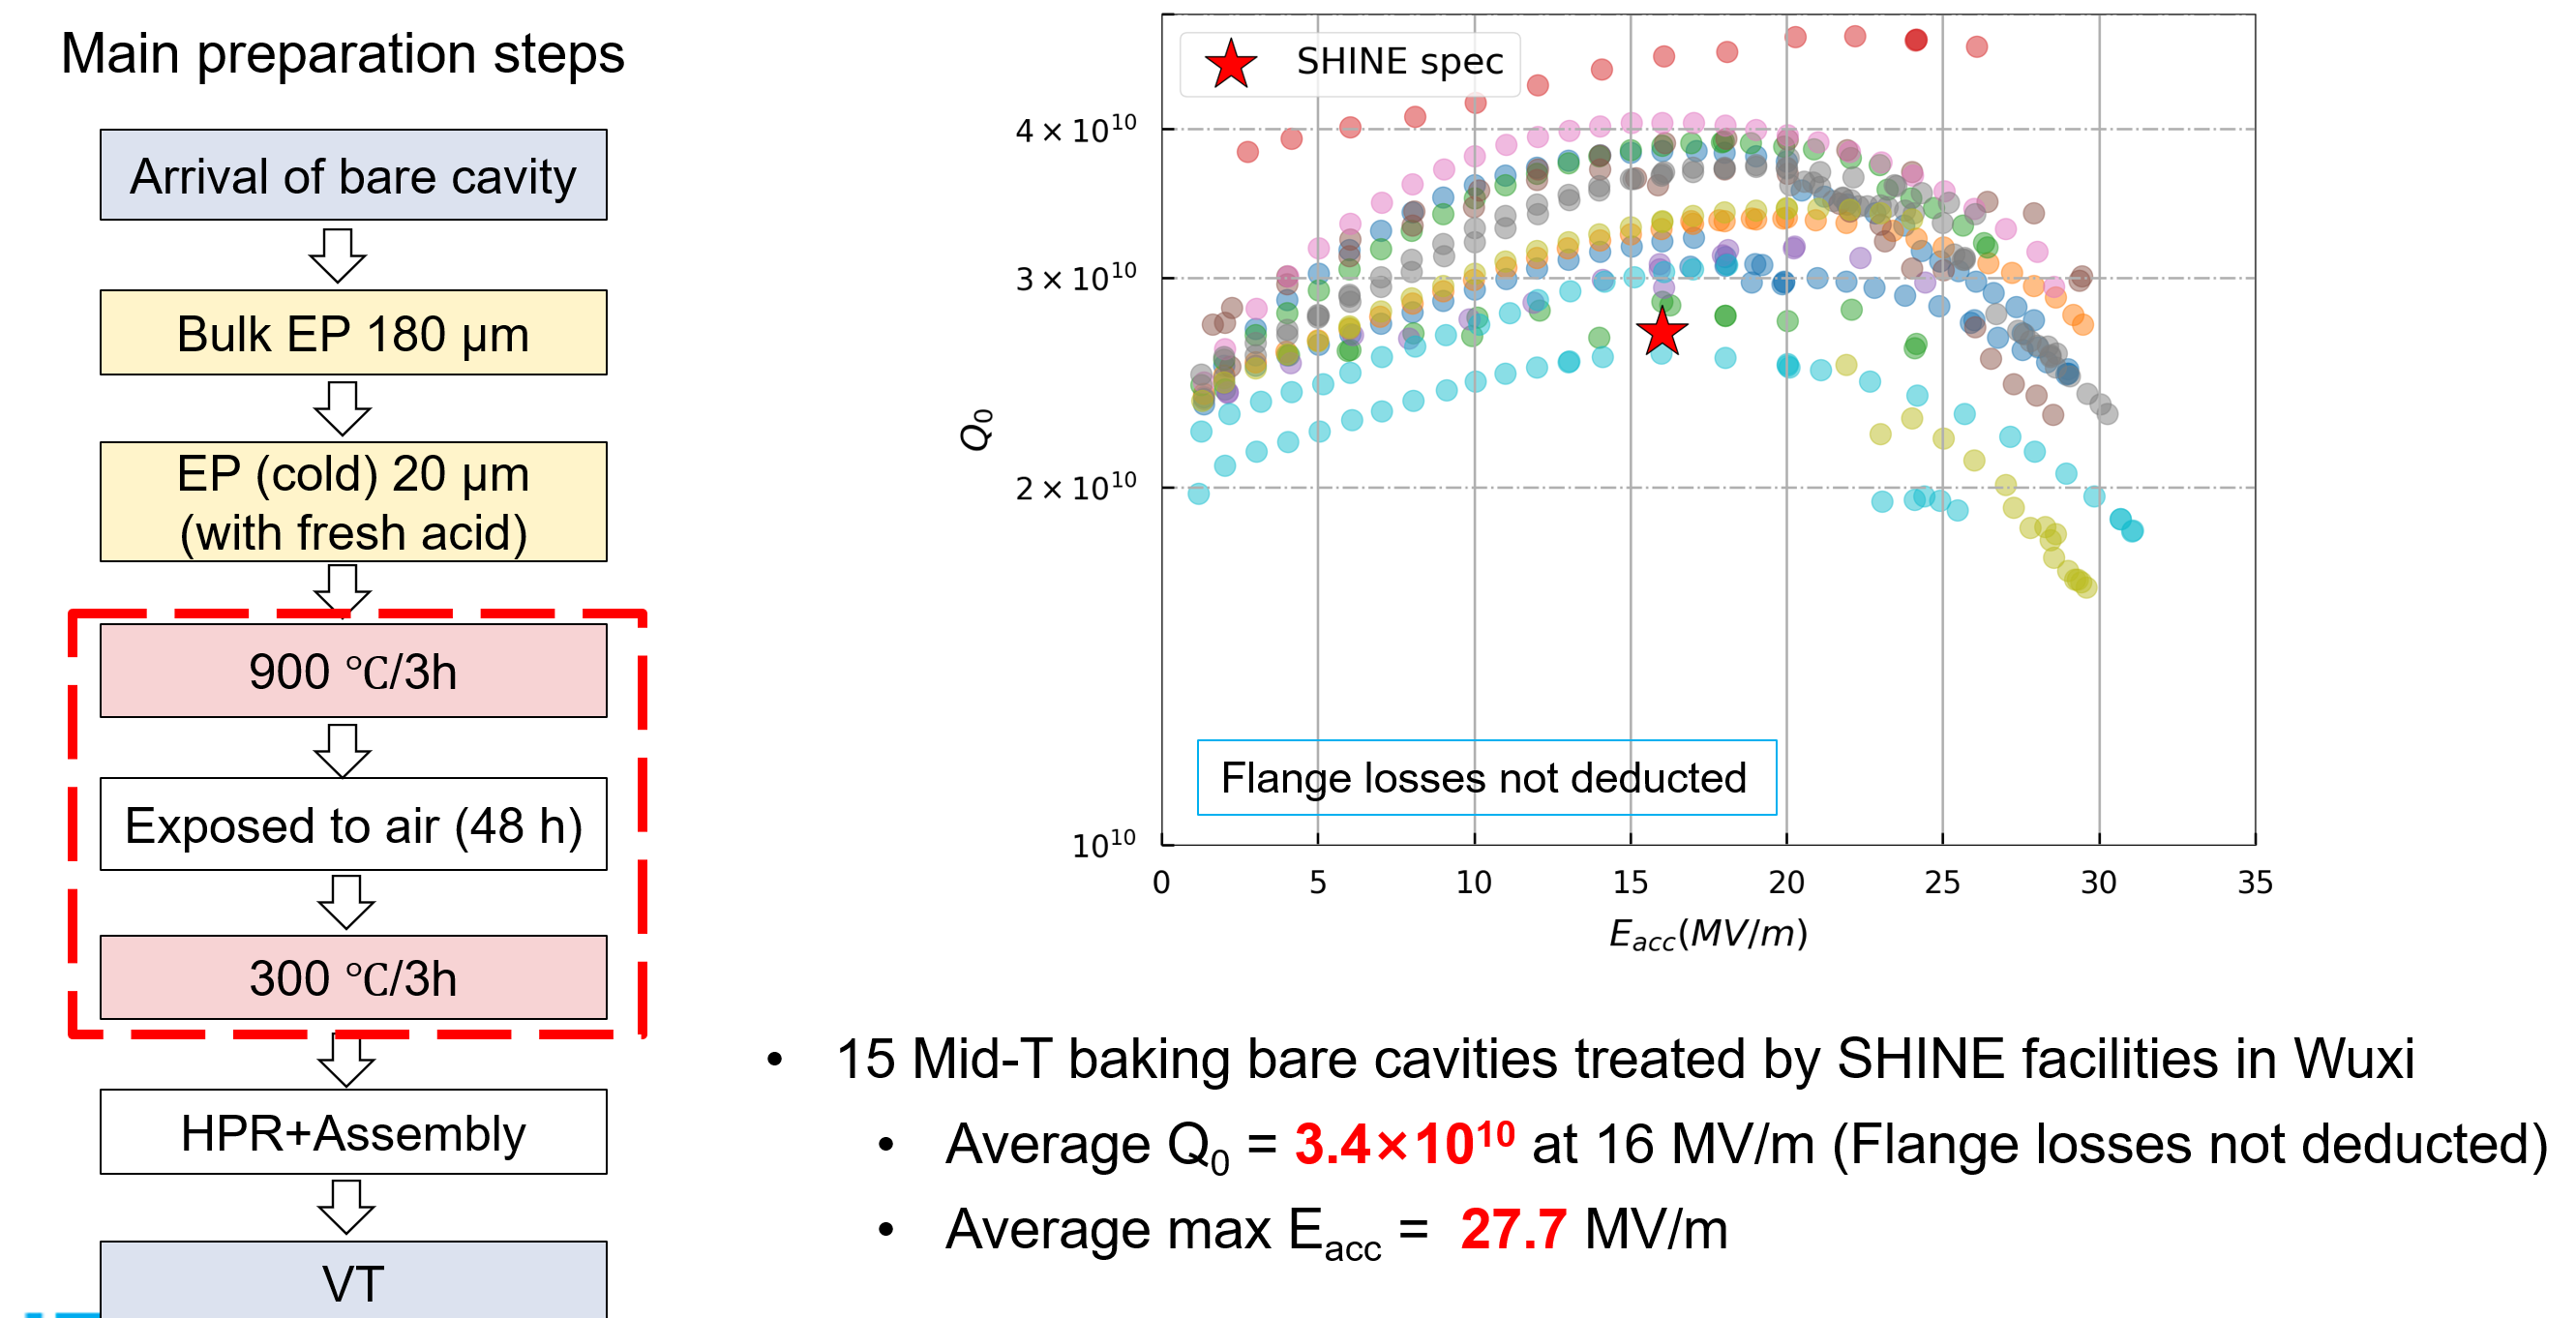 Main preparation steps
Arrival of bare cavity
Bulk EP 180 μm
EP (cold) 20 μm
(with fresh acid)
900 ℃/3h
Exposed to air (48 h)
300 ℃/3h
HPR+Assembly
VT
SHINE spec
4 × 10¹⁰
3 × 10¹⁰
2 × 10¹⁰
10¹⁰
Q₀
Flange losses not deducted
0 5 10 15 20 25 30 35
E_acc(MV/m)
• 15 Mid-T baking bare cavities treated by SHINE facilities in Wuxi
• Average Q₀ = 3.4×10¹⁰ at 16 MV/m (Flange losses not deducted)
• Average max E_acc = 27.7 MV/m